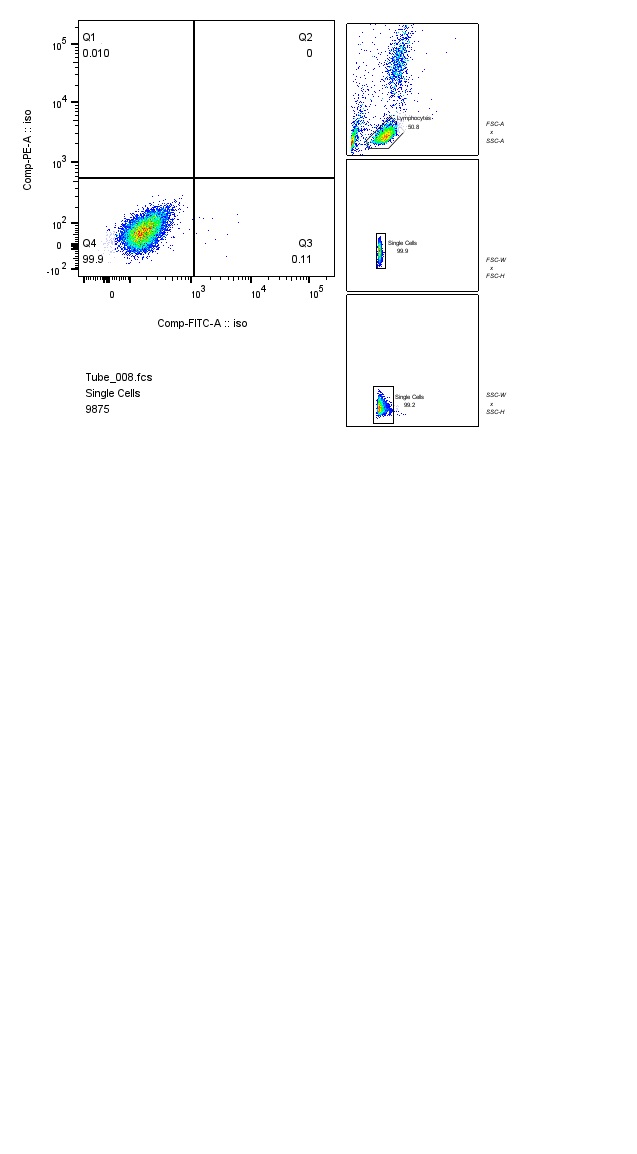 Q1
0.010
Q2
0
Q4
99.9
Q3
0.11
Comp-PE-A :: iso
10^5
10^4
10^3
10^2
0
-10^2
0
10^3
10^4
10^5
Comp-FITC-A :: iso
Tube_008.fcs
Single Cells
9875
Lymphocytes
50.8
FSC-A
x
SSC-A
Single Cells
99.9
FSC-W
x
FSC-H
Single Cells
99.2
SSC-W
x
SSC-H